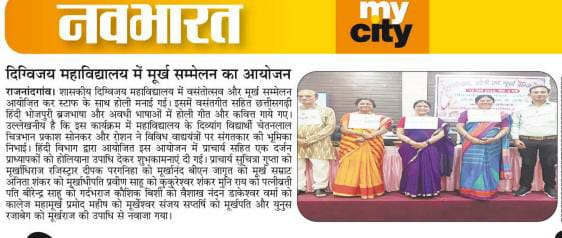 नवभारत
my
city
दिग्विजय महाविद्यालय में मूर्ख सम्मेलन का आयोजन
राजनांदगांव। शासकीय दिग्विजय महाविद्यालय में वसंतोत्सव और मूर्ख सम्मेलन
आयोजित कर स्टाफ के साथ होली मनाई गई। इसमें वसंतगीत सहित छत्तीसगढ़ी
हिंदी भोजपुरी ब्रजभाषा और अवधी भाषाओं में होली गीत और कवित्त गाये गए।
उल्लेखनीय है कि इस कार्यक्रम में महाविद्यालय के दिव्यांग विद्यार्थी चेतनलाल
चित्रभान प्रकाश सोनकर और रोशन ने विविध वाद्ययंत्रों पर संगतकार की भूमिका
निभाई। हिंदी विभाग द्वारा आयोजित इस आयोजन में प्राचार्य सहित एक दर्जन
प्राध्यापकों को होलियाना उपाधि देकर शुभकामनाएं दी गई। प्राचार्य सुचित्रा गुप्ता को
मूर्खाधिराज रजिस्ट्रार दीपक परगनिहा को मूर्खानंद बीएन जागृत को मूर्ख सम्राट
अनिता शंकर को मूर्खाधीपति प्रवीण साहू को कुकुरेश्वर शंकर मुनि राय को पत्नीव्रती
पति बीरेन्द्र साहू को गर्दभराज कौशिक बिशी को वैशाख नंदन डाकेश्वर वर्मा को
कालेज महामूर्ख प्रमोद महीष को मूर्खेश्वर संजय सप्तर्षि को मूर्खपति और युनुस
रजाबेग को मूर्खराज की उपाधि से नवाजा गया।